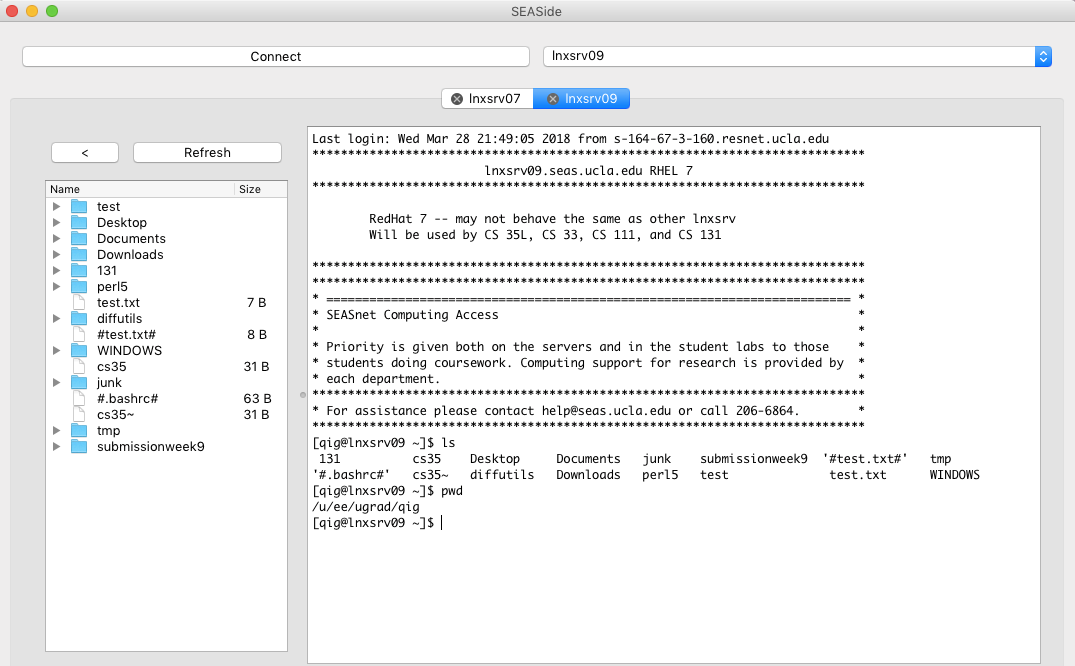 SEASide
Connect
lnxsrv09
lnxsrv07 lnxsrv09
< Refresh
Name Size
test
Desktop
Documents
Downloads
131
perl5
test.txt 7 B
diffutils
#test.txt# 8 B
WINDOWS
cs35 31 B
junk
#.bashrc# 63 B
cs35~ 31 B
tmp
submissionweek9
Last login: Wed Mar 28 21:49:05 2018 from s-164-67-3-160.resnet.ucla.edu
*****************************************************************************
lnxsrv09.seas.ucla.edu RHEL 7
*****************************************************************************
RedHat 7 -- may not behave the same as other lnxsrv
Will be used by CS 35L, CS 33, CS 111, and CS 131
*****************************************************************************
*****************************************************************************
* ========================================================================= *
* SEASnet Computing Access *
* *
* Priority is given both on the servers and in the student labs to those *
* students doing coursework. Computing support for research is provided by *
* each department. *
*****************************************************************************
* For assistance please contact help@seas.ucla.edu or call 206-6864. *
*****************************************************************************
[qig@lnxsrv09 ~]$ ls
131 cs35 Desktop Documents junk submissionweek9 '#test.txt#' tmp
'#.bashrc#' cs35~ diffutils Downloads perl5 test test.txt WINDOWS
[qig@lnxsrv09 ~]$ pwd
/u/ee/ugrad/qig
[qig@lnxsrv09 ~]$